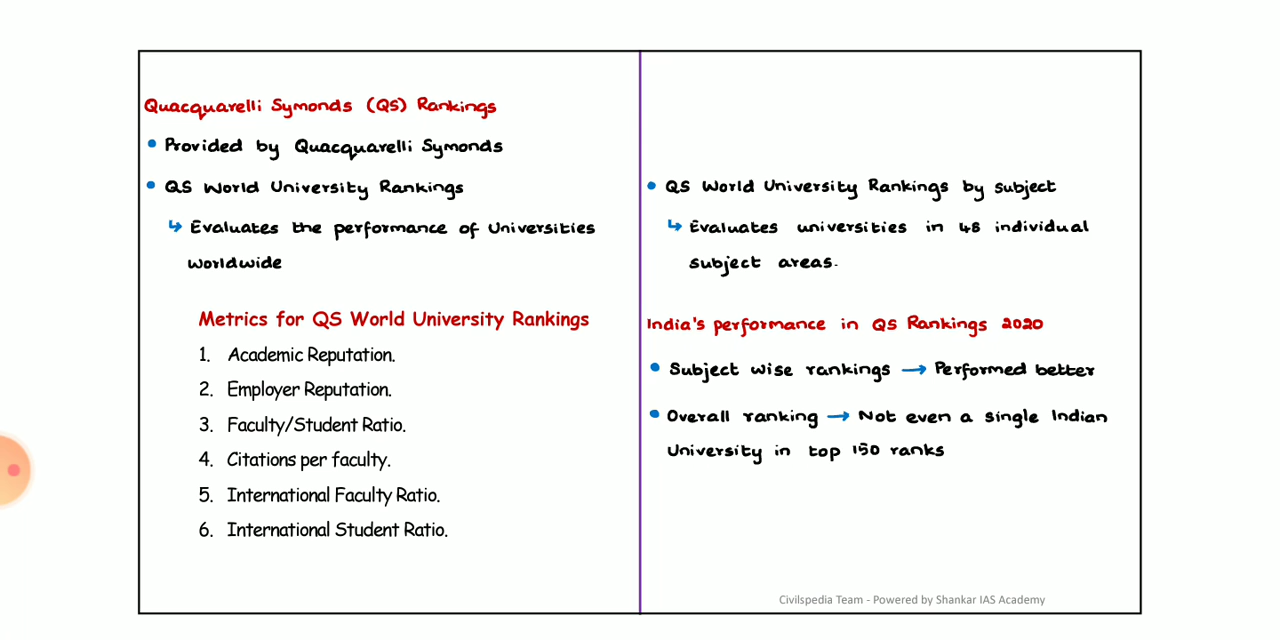 Quacquarelli Symonds (QS) Rankings
• Provided by Quacquarelli Symonds
• QS World University Rankings
↳ Evaluates the performance of Universities
worldwide
Metrics for QS World University Rankings
1. Academic Reputation.
2. Employer Reputation.
3. Faculty/Student Ratio.
4. Citations per faculty.
5. International Faculty Ratio.
6. International Student Ratio.
• QS World University Rankings by subject
↳ Evaluates universities in 48 individual
subject areas.
India's performance in QS Rankings 2020
• Subject wise rankings → Performed better
• Overall ranking → Not even a single Indian
University in top 150 ranks
Civilspedia Team - Powered by Shankar IAS Academy